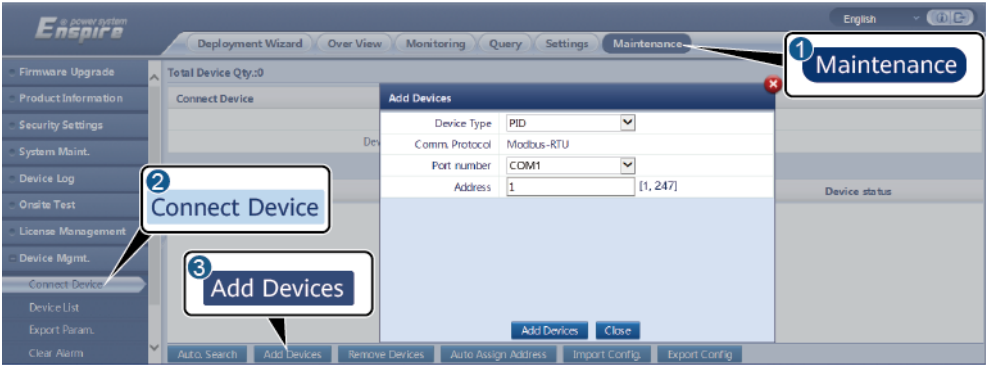 e power system
Enspire
English
Deployment Wizard
Over View
Monitoring
Query
Settings
Maintenance
1
Maintenance
Firmware Upgrade
Product Information
Security Settings
System Maint.
Device Log
Onsite Test
License Management
Device Mgmt.
Connect Device
Device List
Export Param.
Clear Alarm
2
Connect Device
3
Add Devices
Total Device Qty.:0
Connect Device
Dev
Device status
Add Devices
Device Type PID
Comm. Protocol Modbus-RTU
Port number COM1
Address 1 [1, 247]
Add Devices Close
Auto. Search
Add Devices
Remove Devices
Auto Assign Address
Import Config.
Export Config